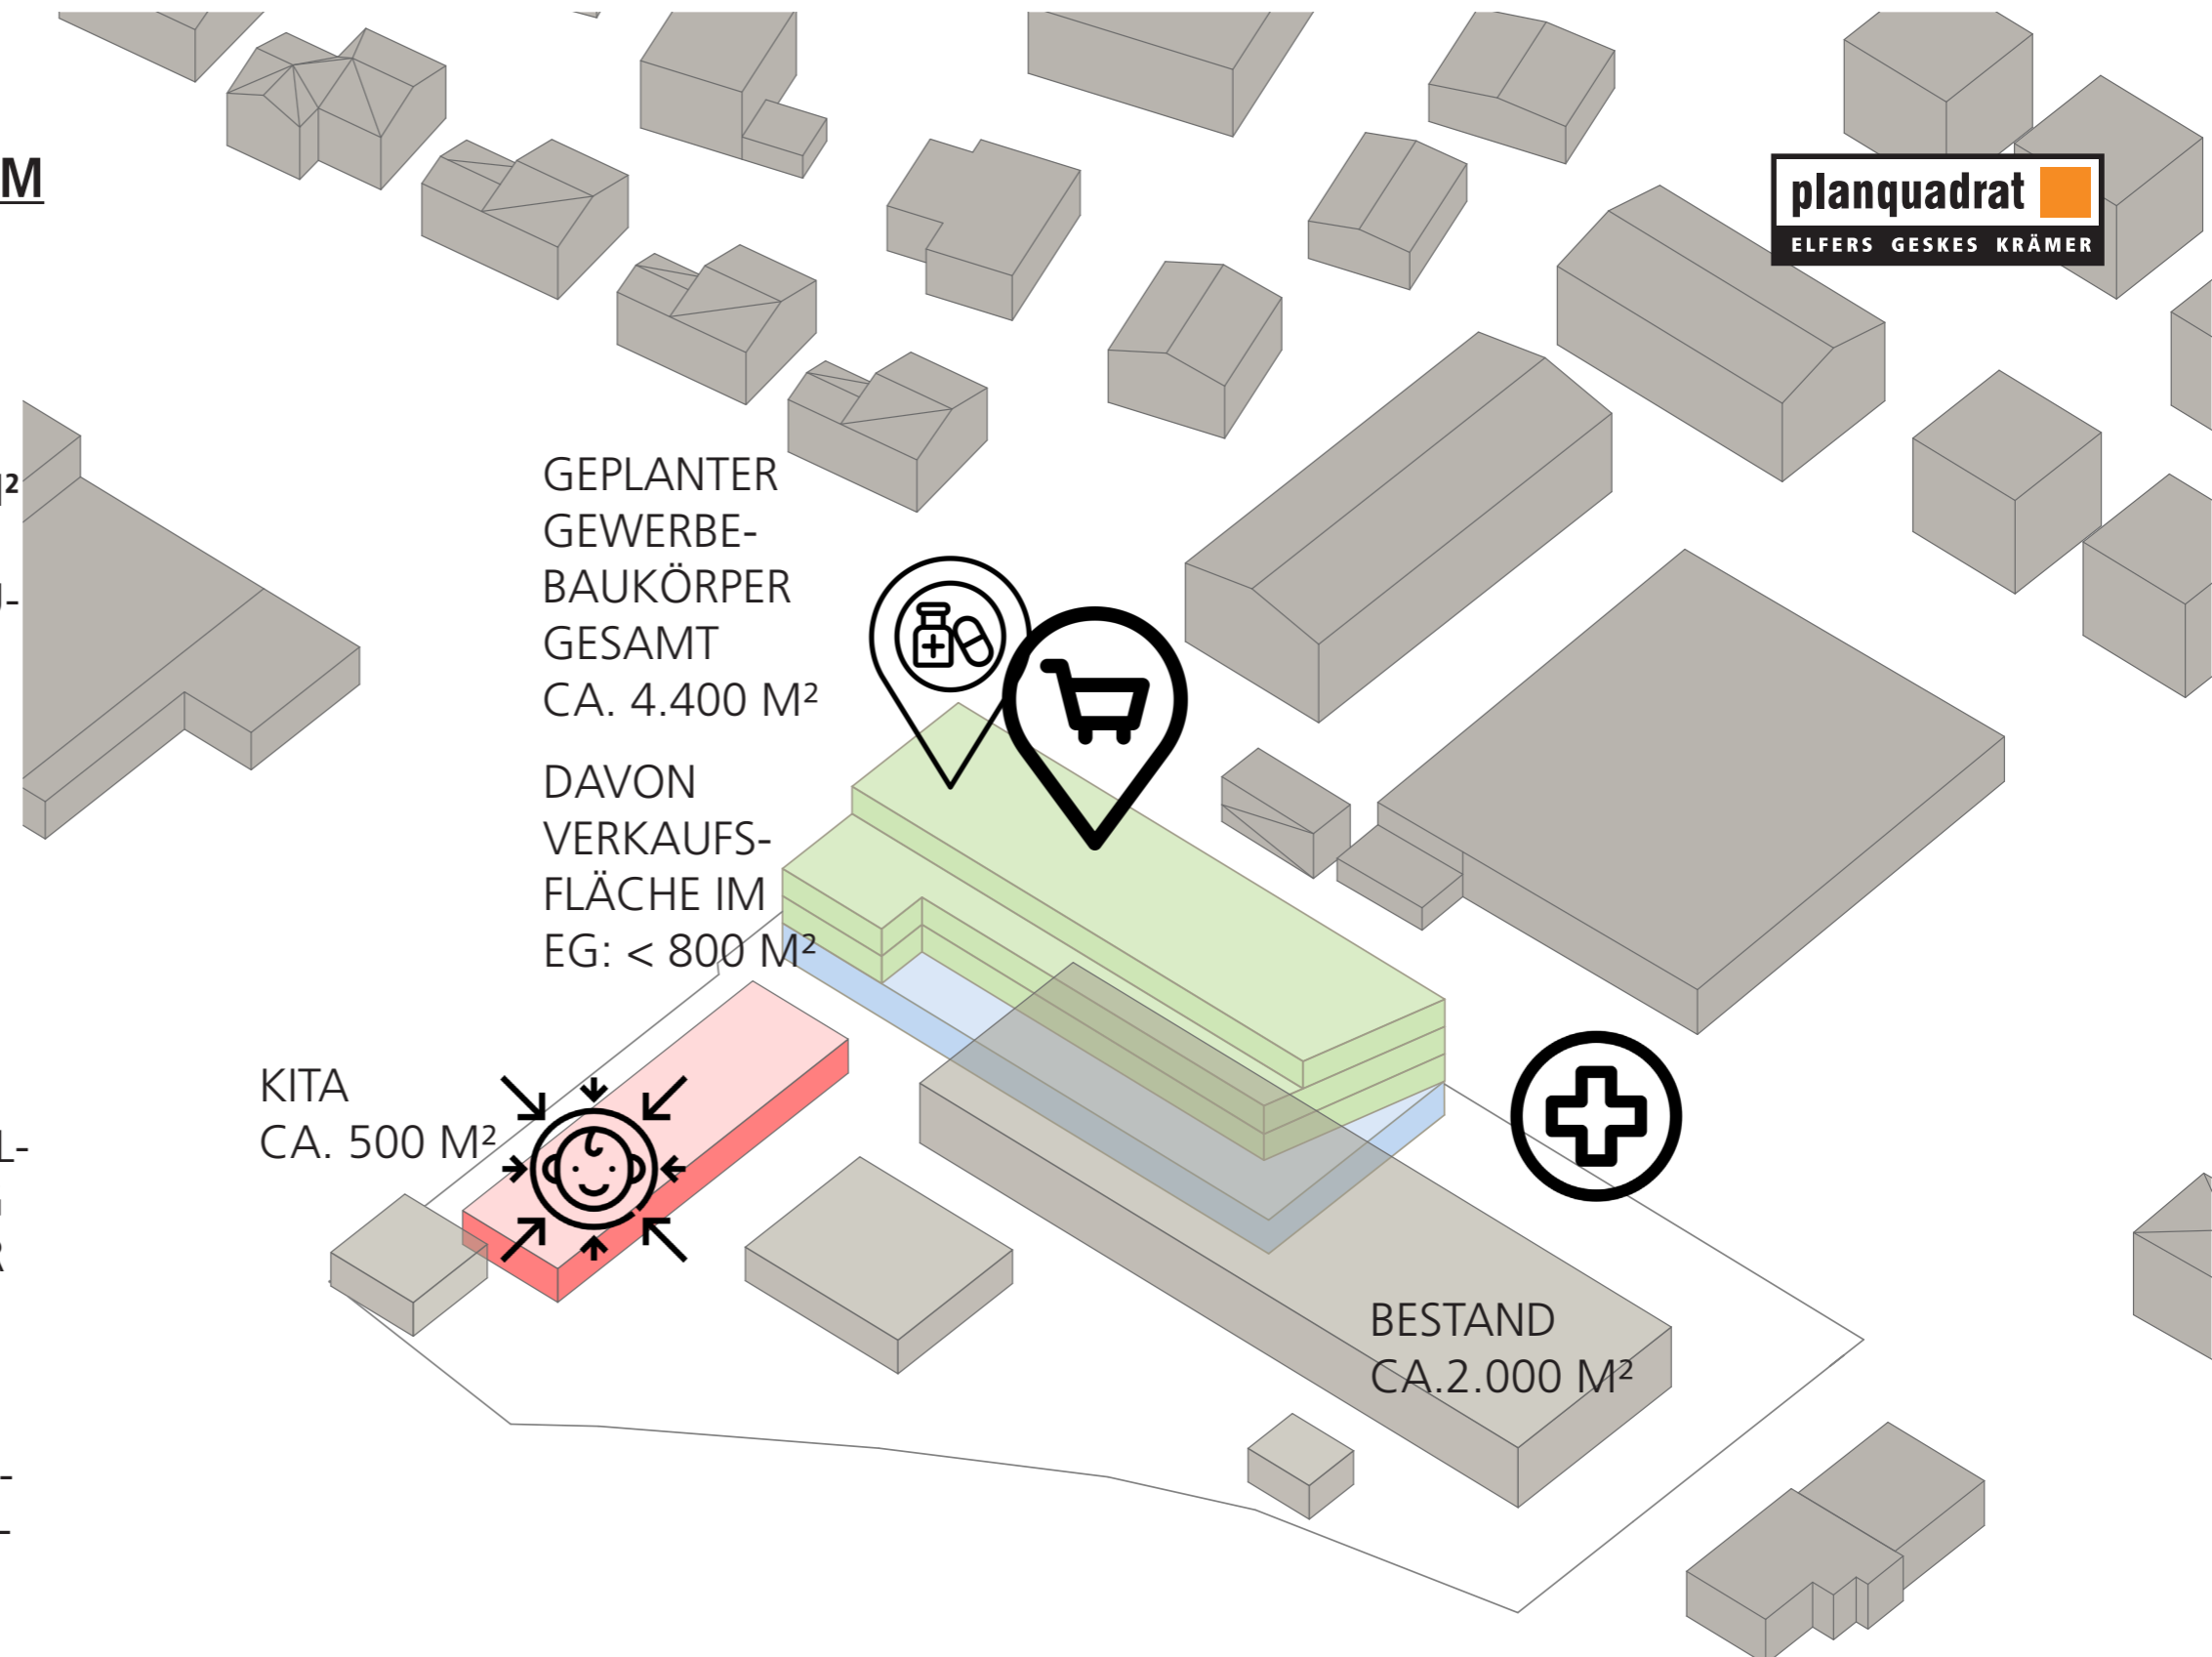 M
planquadrat
ELFERS GESKES KRÄMER
GEPLANTER
GEWERBE-
BAUKÖRPER
GESAMT
CA. 4.400 M²
DAVON
VERKAUFS-
FLÄCHE IM
EG: < 800 M²
KITA
CA. 500 M²
BESTAND
CA.2.000 M²